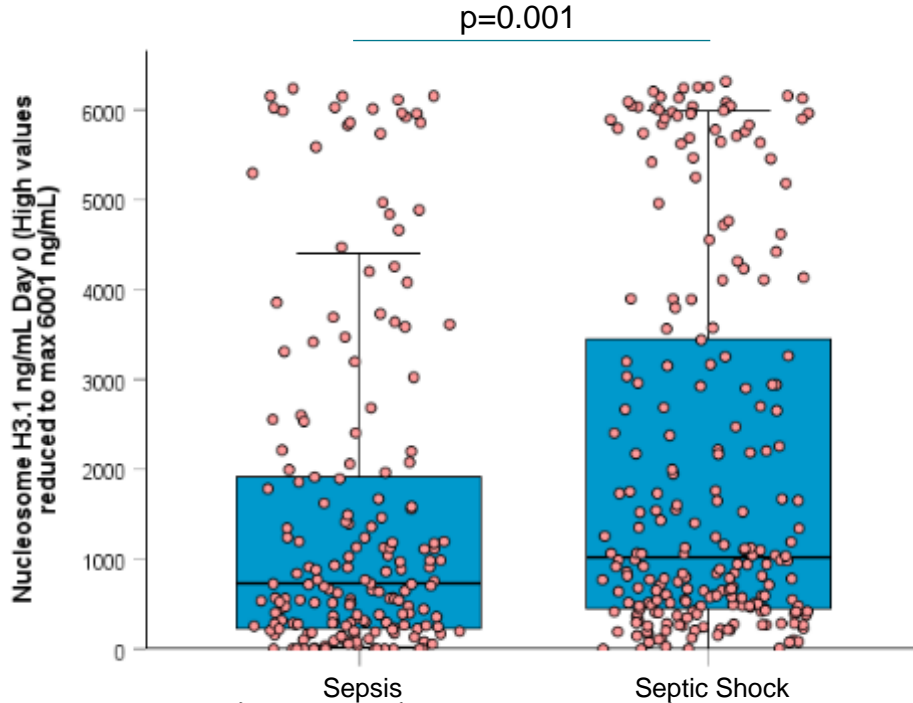 p=0.001
Nucleosome H3.1 ng/mL Day 0 (High values
reduced to max 6001 ng/mL)
6000
5000
4000
3000
2000
1000
0
Sepsis
Septic Shock